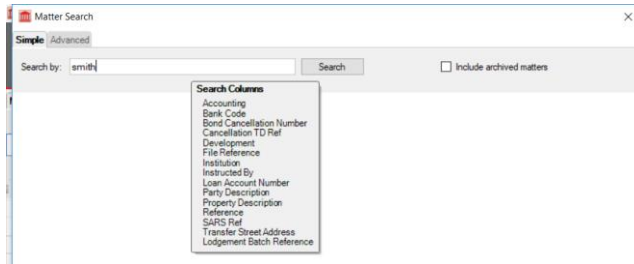 Matter Search
Simple Advanced
Search by: smith Search Include archived matters
Search Columns
Accounting
Bank Code
Bond Cancellation Number
Cancellation TD Ref
Development
File Reference
Institution
Instructed By
Loan Account Number
Party Description
Property Description
Reference
SARS Ref
Transfer Street Address
Lodgement Batch Reference